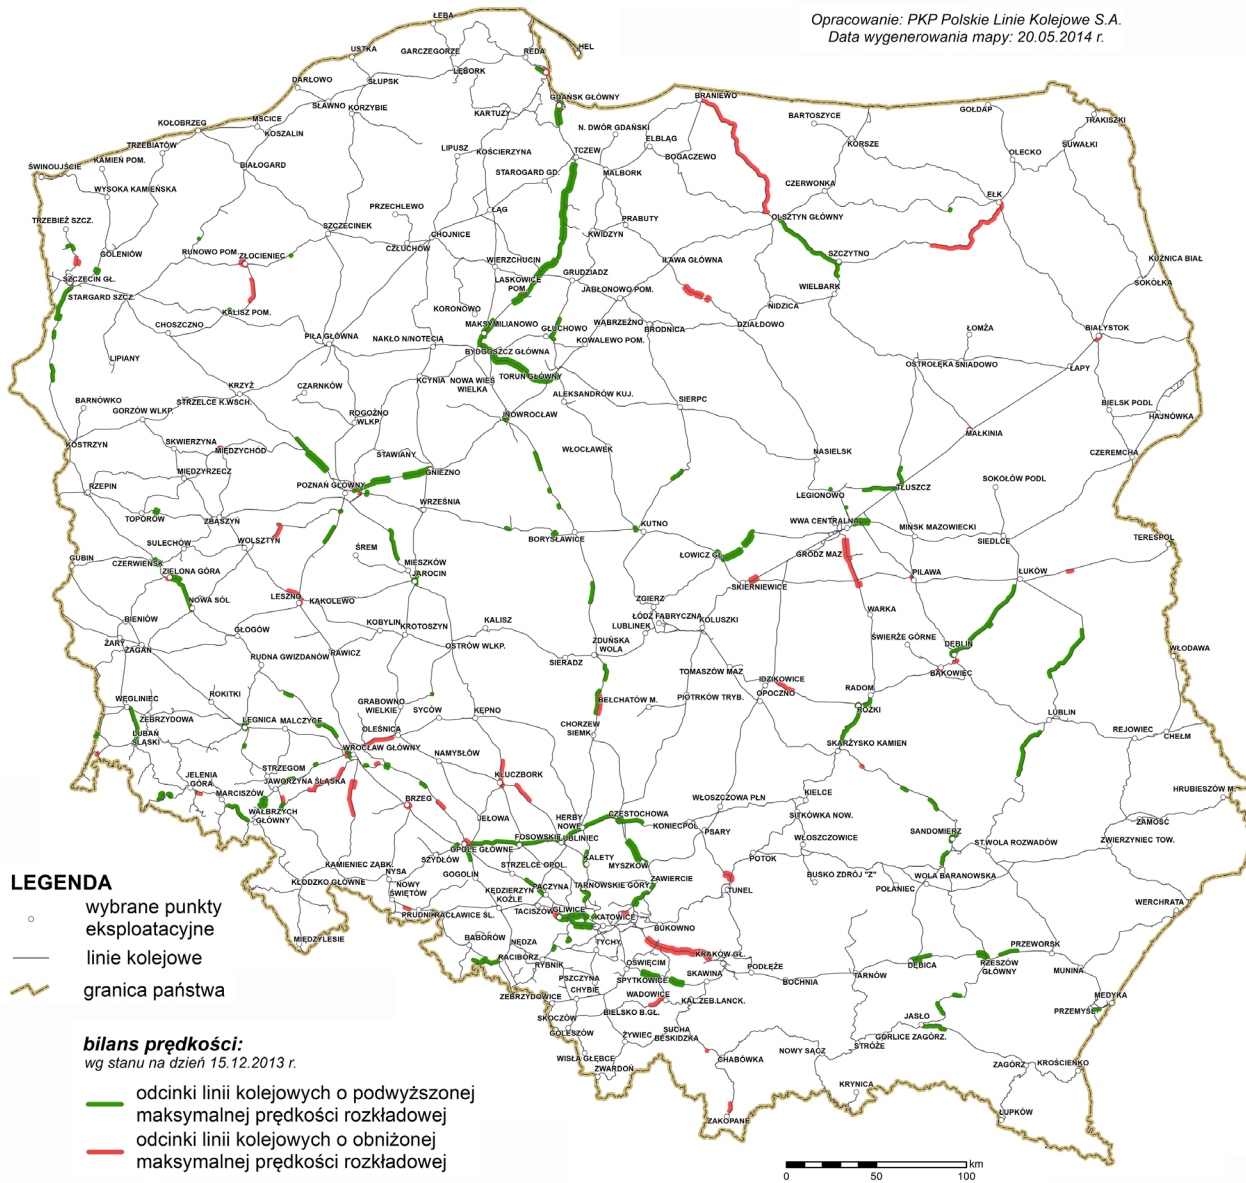 Opracowanie: PKP Polskie Linie Kolejowe S.A.
Data wygenerowania mapy: 20.05.2014 r.
ŁEBA
USTKA
GARCZEGORZE
REDA
HEL
LĘBORK
DARŁOWO
SŁUPSK
SŁAWNO
KORZYBIE
GDAŃSK GŁÓWNY
KARTUZY
BRANIEWO
BARTOSZYCE
GOŁDAP
TRAKISZKI
KOŁOBRZEG
MŚCICE
KOSZALIN
N. DWÓR GDAŃSKI
ELBLĄG
KORSZE
SUWAŁKI
OLECKO
TRZEBIATÓW
LIPUSZ
KOŚCIERZYNA
TCZEW
BOGACZEWO
ŚWINOUJŚCIE
KAMIEŃ POM.
BIAŁOGARD
STAROGARD GD.
MALBORK
CZERWONKA
WYSOKA KAMIEŃSKA
EŁK
PRZECHLEWO
ŁĄG
PRABUTY
OLSZTYN GŁÓWNY
TRZEBIEŻ SZCZ.
SZCZECINEK
CHOJNICE
KWIDZYN
CZŁUCHÓW
GOLENIÓW
RUNOWO POM.
ZŁOCIENIEC
WIERZCHUCIN
IŁAWA GŁÓWNA
SZCZYTNO
KUŹNICA BIAŁ
SZCZECIN GŁ.
LASKOWICE
POM.
GRUDZIADZ
JABŁONOWO POM.
WIELBARK
SOKÓŁKA
STARGARD SZCZ.
KALISZ POM.
KORONOWO
NIDZICA
CHOSZCZNO
MAKSYMILIANOWO
GŁUCHOWO
WĄBRZEŹNO
BRODNICA
DZIAŁDOWO
ŁOMŻA
BIAŁYSTOK
PIŁA GŁÓWNA
NAKŁO N/NOTECIĄ
KOWALEWO POM.
BYDGOSZCZ GŁÓWNA
LIPIANY
OSTROŁĘKA
ŚNIADOWO
ŁAPY
KCYNIA
NOWA WIEŚ
WIELKA
TORUŃ GŁÓWNY
KRZYŻ
CZARNKÓW
ALEKSANDRÓW KUJ.
SIERPC
BARNÓWKO
STRZELCE K.WSCH.
GORZÓW WLKP.
ROGOŹNO
WLKP.
INOWROCŁAW
BIELSK PODL
HAJNÓWKA
KOSTRZYN
SKWIERZYNA
MIĘDZYCHÓD
STAWIANY
WŁOCŁAWEK
NASIELSK
MAŁKINIA
CZEREMCHA
MIĘDZYRZECZ
GNIEZNO
RZEPIN
POZNAŃ GŁÓWNY
WRZEŚNIA
LEGIONOWO
TŁUSZCZ
SOKOŁÓW PODL
TOPORÓW
ZBASZYŃ
KUTNO
WWA CENTRALNA
MIŃSK MAZOWIECKI
SULECHÓW
WOLSZTYN
BORYSŁAWICE
SIEDLCE
TERESPOL
GUBIN
CZERWIEŃSK
ŚREM
MIESZKÓW
ŁOWICZ GŁ.
GRODZ MAZ
ZIELONA GÓRA
JAROCIN
SKIERNIEWICE
PILAWA
ŁUKÓW
NOWA SÓL
LESZNO
KĄKOLEWO
ZGIERZ
BIENIÓW
KALISZ
ŁÓDŹ FABRYCZNA
WARKA
GŁOGÓW
KOBYLIN
KROTOSZYN
LUBLINEK
KOLUSZKI
ŻARY
ŻAGAŃ
ZDUŃSKA
WOLA
ŚWIERŻE GÓRNE
DĘBLIN
RUDNA GWIZDANÓW
RAWICZ
OSTRÓW WLKP.
SIERADZ
TOMASZÓW MAZ
WŁODAWA
BĄKOWIEC
IDZIKOWICE
WĘGLINIEC
ROKITKI
GRABOWNO
WIELKIE
BEŁCHATÓW M.
PIOTRKÓW TRYB.
OPOCZNO
RADOM
ROŻKI
ZEBRZYDOWA
SYCÓW
KĘPNO
LUBLIN
LEGNICA
MALCZYCE
OLEŚNICA
CHORZEW
SIEMK
REJOWIEC
CHEŁM
LUBAŃ
ŚLĄSKI
WROCŁAW GŁÓWNY
NAMYSŁÓW
SKARŻYSKO KAMIEN
STRZEGOM
JELENIA
GÓRA
JAWORZYNA ŚLĄSKA
KLUCZBORK
MARCISZÓW
BRZEG
WŁOSZCZOWA PŁN
KIELCE
HRUBIESZÓW M.
WAŁBRZYCH
GŁÓWNY
JEŁOWA
HERBY
NOWE
CZĘSTOCHOWA
KONIECPOL
SITKÓWKA NOW.
ZAMOŚĆ
PSARY
SANDOMIERZ
FOSOWSKIE
LUBLINIEC
WŁOSZCZOWICE
ST.WOLA ROZWADÓW
ZWIERZYNIEC TOW.
OPOLE GŁÓWNE
SZYDŁÓW
KALETY
KAMIENIEC ZĄBK.
STRZELCE OPOL.
MYSZKÓW
POTOK
NYSA
GOGOLIN
BUSKO ZDRÓJ "Z"
WOLA BARANOWSKA
KŁODZKO GŁÓWNE
NOWY
ŚWIĘTÓW
KĘDZIERZYN
KOŹLE
PACZYNA
TARNOWSKIE GÓRY
ZAWIERCIE
TUNEL
POŁANIEC
WERCHRATA
PRUDNIK
RACŁAWICE ŚL.
TACISZÓW
GLIWICE
KATOWICE
MIĘDZYLESIE
BUKOWNO
BABORÓW
NĘDZA
TYCHY
PRZEWORSK
RACIBÓRZ
RYBNIK
OŚWIĘCIM
KRAKÓW GŁ.
PODŁĘŻE
DĘBICA
RZESZÓW
GŁÓWNY
MUNINA
PSZCZYNA
SPYTKOWICE
SKAWINA
BOCHNIA
TARNÓW
ZEBRZYDOWICE
CHYBIE
WADOWICE
KAL.ZEB.LANCK.
MEDYKA
BIELSKO B.GŁ.
PRZEMYŚL
SKOCZÓW
JASŁO
GOLESZÓW
ŻYWIEC
SUCHA
BESKIDZKA
GORLICE ZAGÓRZ.
STRÓŻE
WISŁA GŁĘBCE
CHABÓWKA
NOWY SĄCZ
ZWARDOŃ
ZAGÓRZ
KROŚCIENKO
KRYNICA
ZAKOPANE
ŁUPKÓW
LEGENDA
wybrane punkty
eksploatacyjne
linie kolejowe
granica państwa
bilans prędkości:
wg stanu na dzień 15.12.2013 r.
odcinki linii kolejowych o podwyższonej
maksymalnej prędkości rozkładowej
odcinki linii kolejowych o obniżonej
maksymalnej prędkości rozkładowej
km
0 50 100